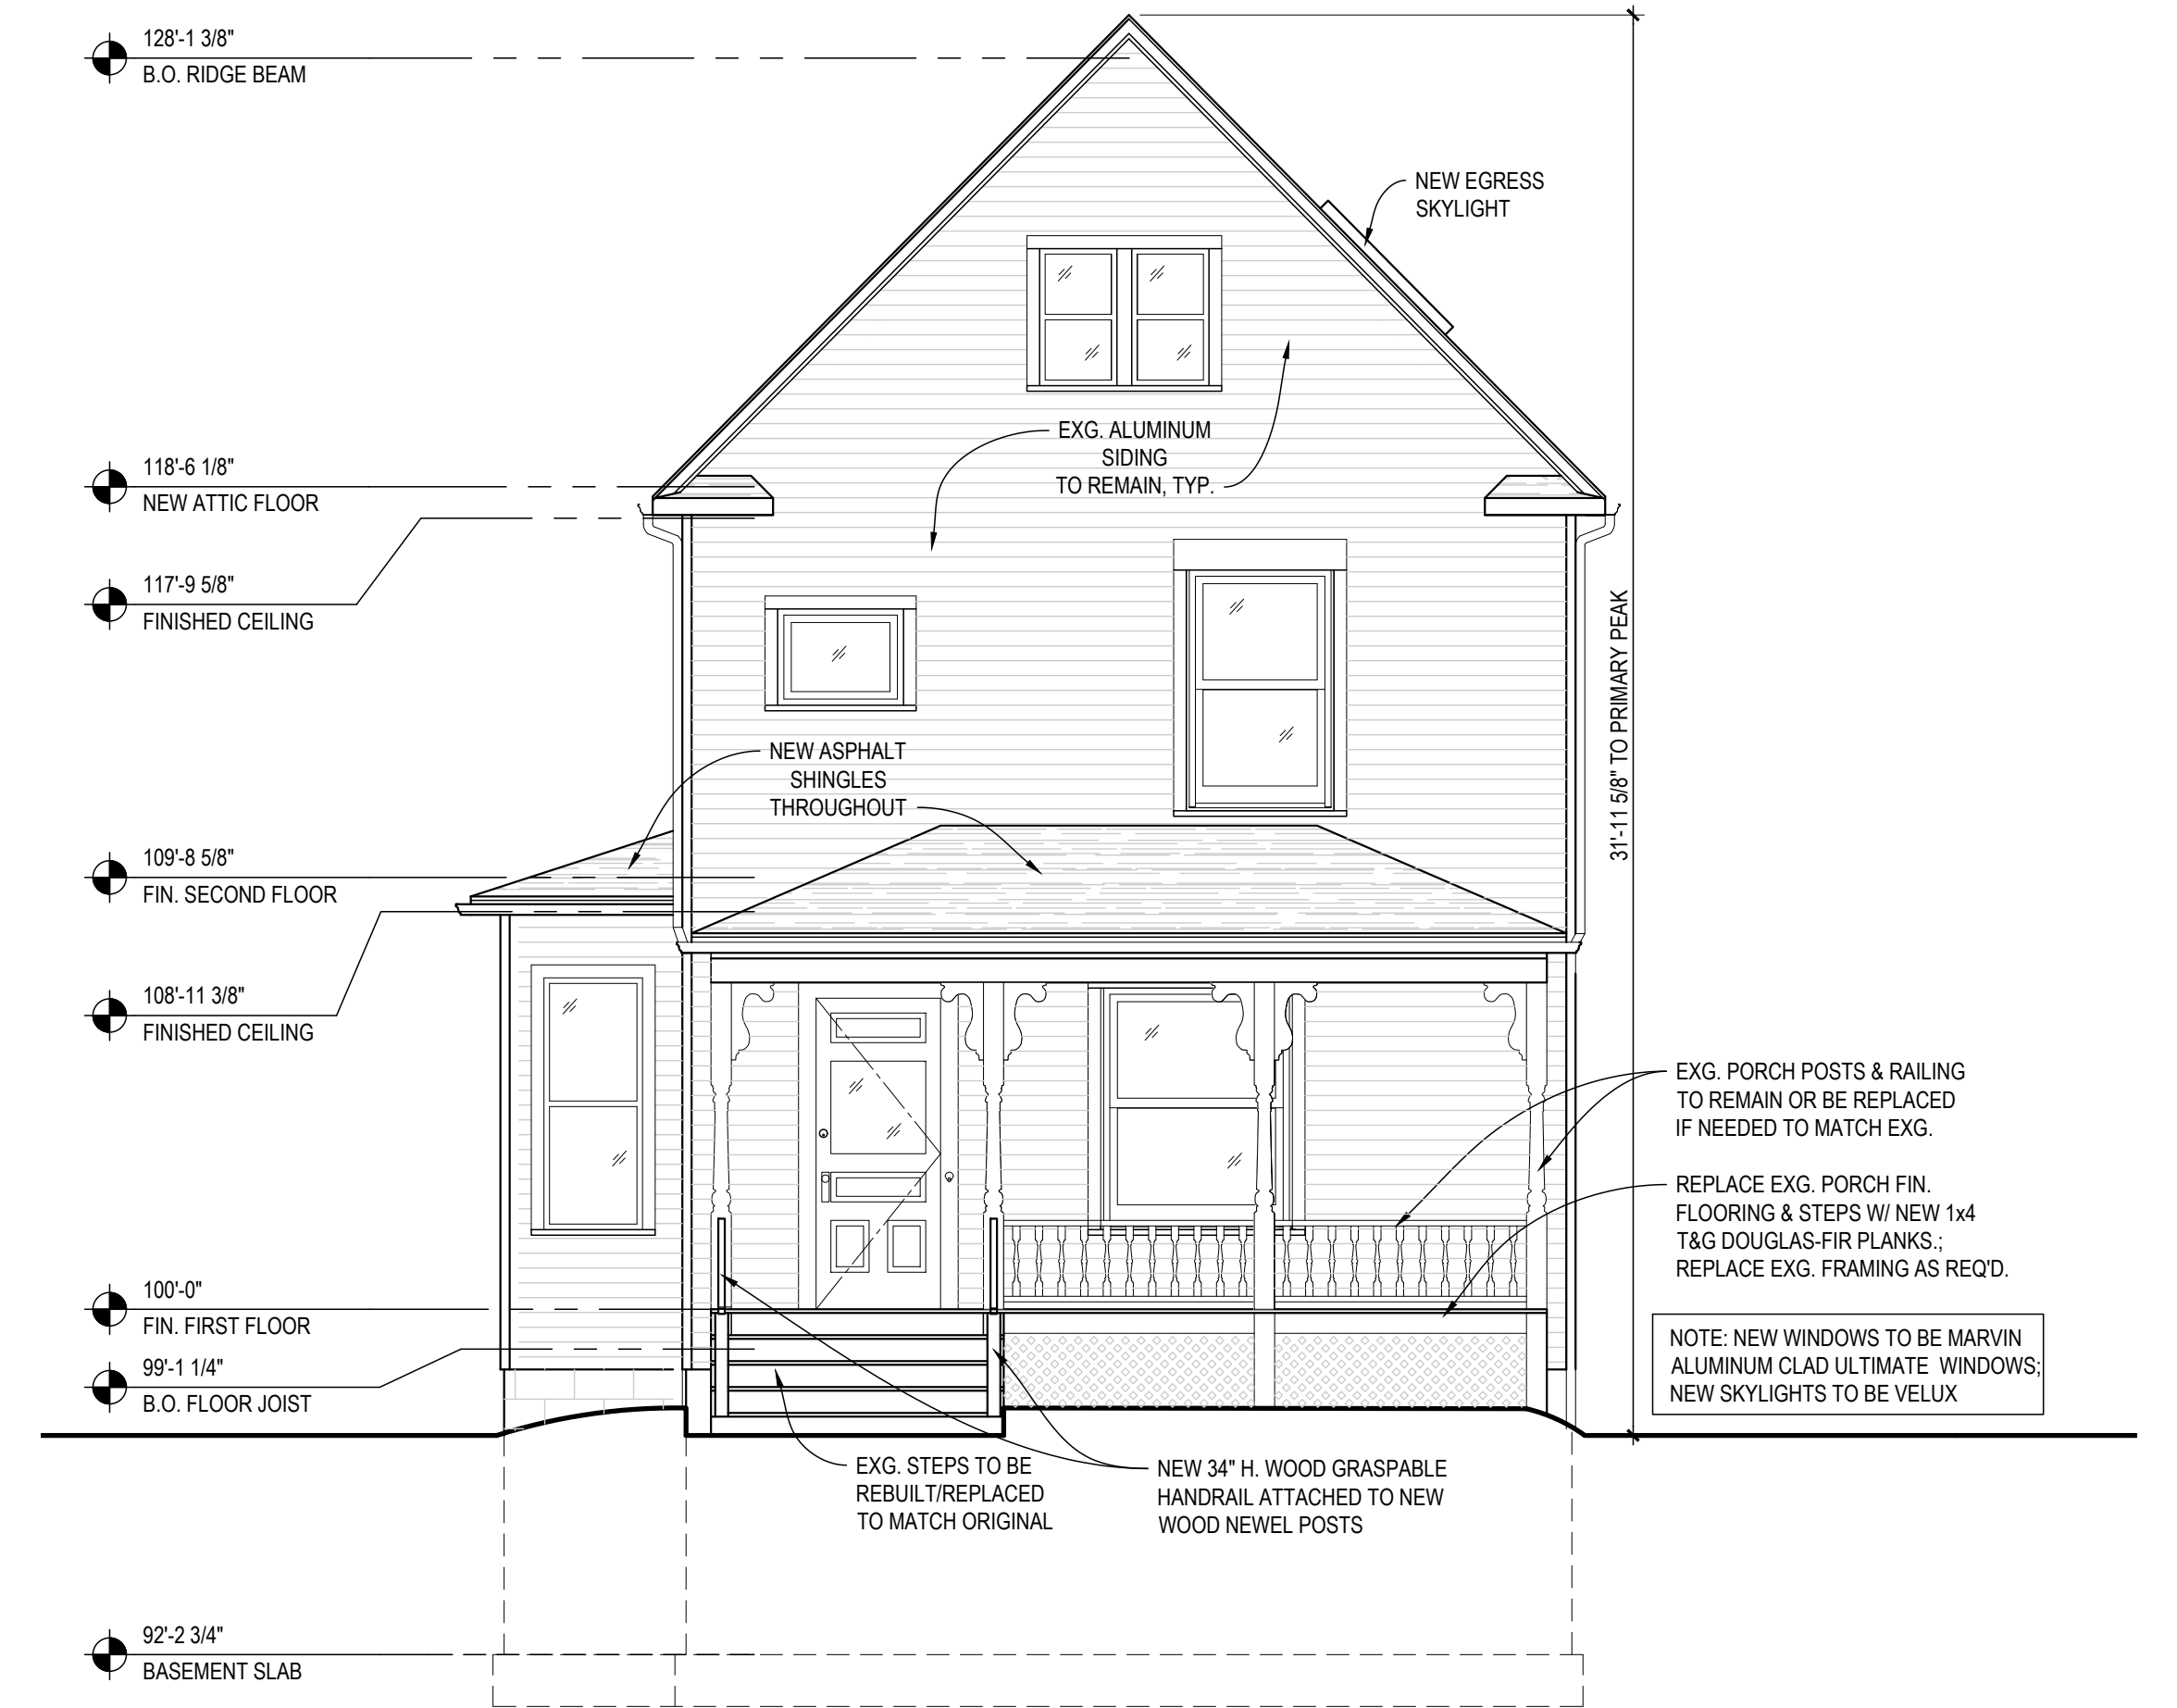 128'-1 3/8"
B.O. RIDGE BEAM
NEW EGRESS
SKYLIGHT
EXG. ALUMINUM
SIDING
TO REMAIN, TYP.
118'-6 1/8"
NEW ATTIC FLOOR
117'-9 5/8"
FINISHED CEILING
31'-11 5/8" TO PRIMARY PEAK
NEW ASPHALT
SHINGLES
THROUGHOUT
109'-8 5/8"
FIN. SECOND FLOOR
108'-11 3/8"
FINISHED CEILING
EXG. PORCH POSTS & RAILING
TO REMAIN OR BE REPLACED
IF NEEDED TO MATCH EXG.
REPLACE EXG. PORCH FIN.
FLOORING & STEPS W/ NEW 1x4
T&G DOUGLAS-FIR PLANKS.;
REPLACE EXG. FRAMING AS REQ'D.
100'-0"
FIN. FIRST FLOOR
99'-1 1/4"
B.O. FLOOR JOIST
NOTE: NEW WINDOWS TO BE MARVIN
ALUMINUM CLAD ULTIMATE  WINDOWS;
NEW SKYLIGHTS TO BE VELUX
EXG. STEPS TO BE
REBUILT/REPLACED
TO MATCH ORIGINAL
NEW 34" H. WOOD GRASPABLE
HANDRAIL ATTACHED TO NEW
WOOD NEWEL POSTS
92'-2 3/4"
BASEMENT SLAB